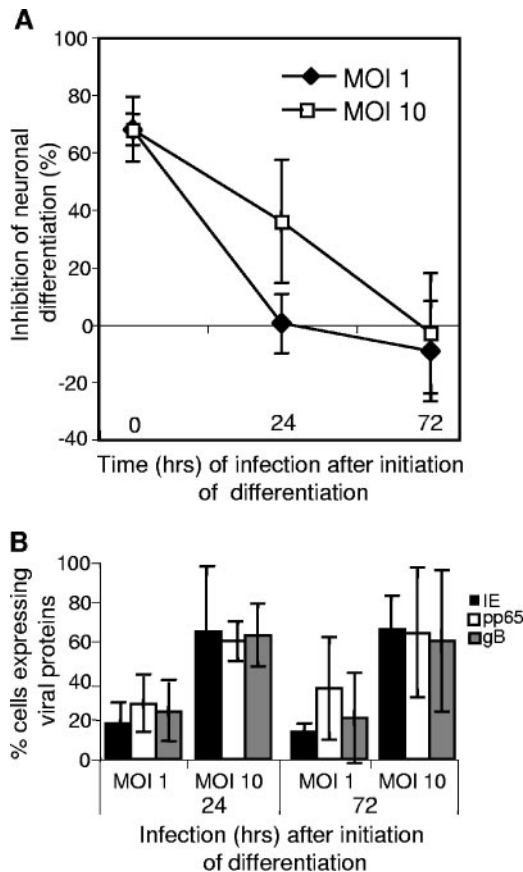 A
100
80
60
40
20
0
-20
-40
MOI 1
MOI 10
Inhibition of neuronal
differentiation (%)
0 24 72
Time (hrs) of infection after initiation
of differentiation
B
100
80
60
40
20
0
% cells expressing
viral proteins
IE
pp65
gB
MOI 1 MOI 10 MOI 1 MOI 10
24 72
Infection (hrs) after initiation
of differentiation